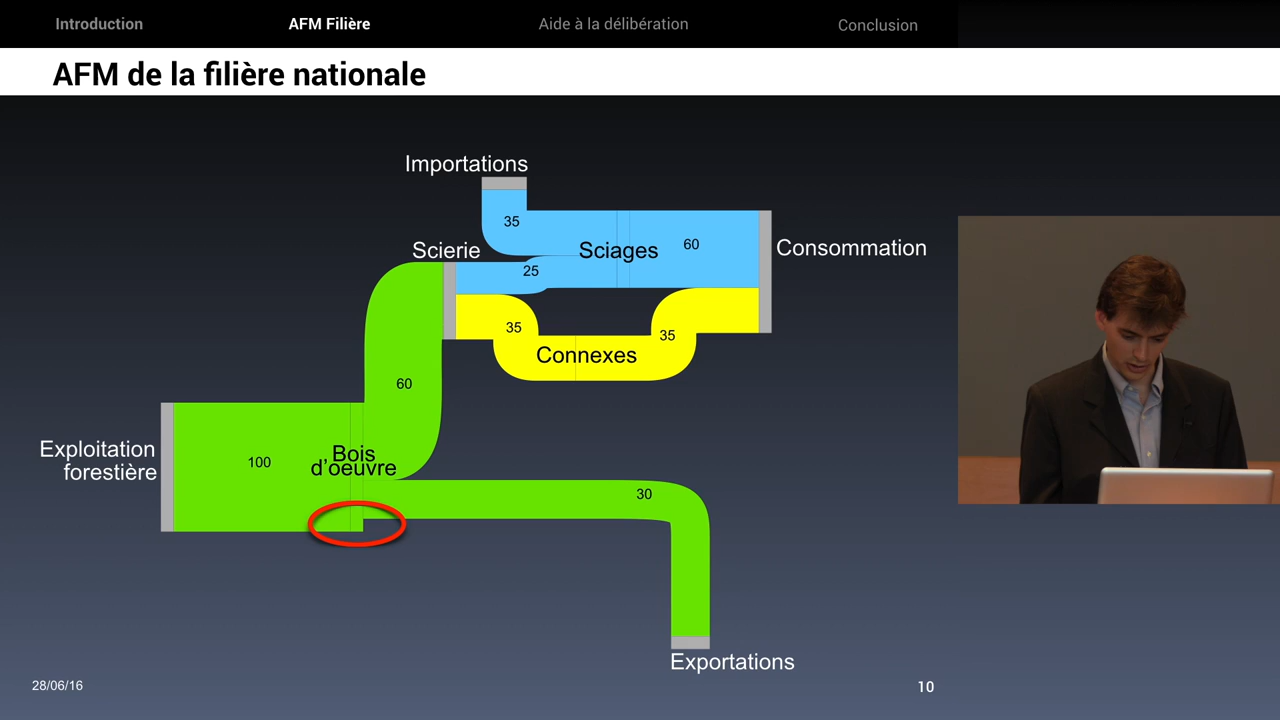 Introduction
AFM Filière
Aide à la délibération
Conclusion
AFM de la filière nationale
Importations
35
Scierie
Sciages
60
Consommation
25
35
35
Connexes
60
Exploitation
forestière
100
Bois
d'oeuvre
30
Exportations
28/06/16
10